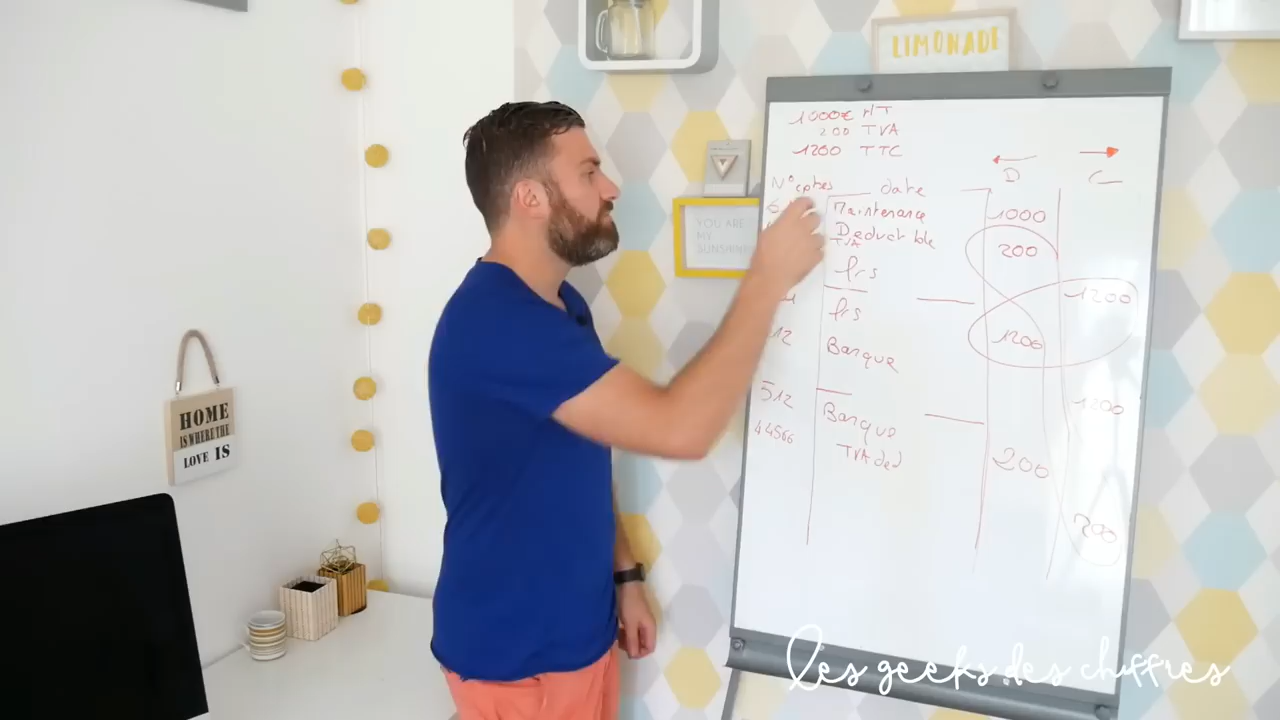 LIMONADE
1000€ HT
200 TVA
1200 TTC
D C
N° cptes date
Maintenance 1000
Deductible 200
TVA
frs 1200
frs 1200
12 Banque
1200
512 Banque
44566 TVA ded 200
200
YOU ARE
MY
SUNSHINE
HOME
IS WHERE THE
LOVE IS
les geeks des chiffres